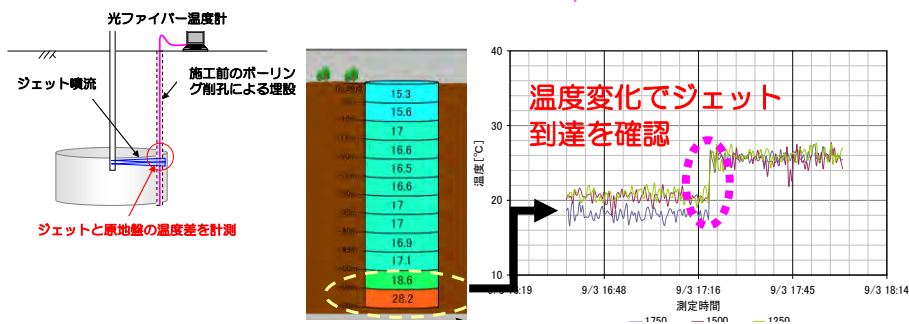 光ファイバー温度計
ジェット噴流
施工前のボーリン
グ削孔による埋設
ジェットと原地盤の温度差を計測
15.3
15.6
17
16.6
16.5
16.6
17
17
16.9
17.1
18.6
28.2
温度変化でジェット
到達を確認
温度[℃]
40
30
20
10
9/3 16:48
9/3 17:16
9/3 17:45
9/3 18:14
測定時間
1750 1500 1250